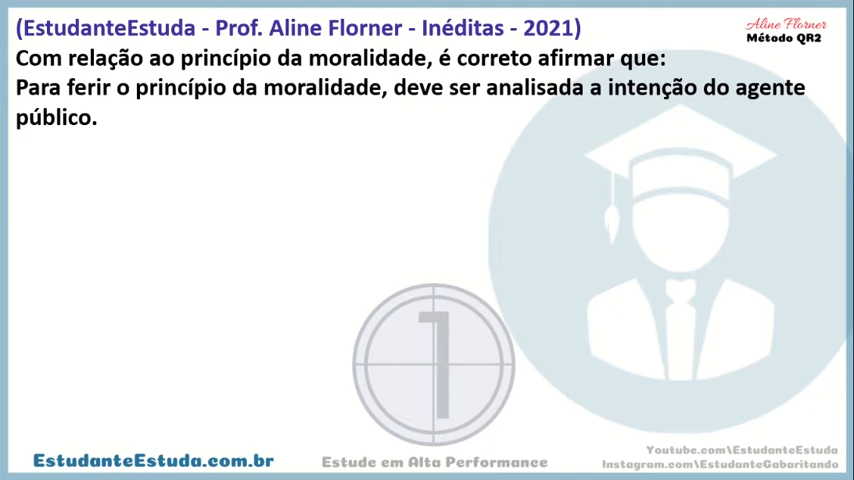 (EstudanteEstuda - Prof. Aline Florner - Inéditas - 2021)
Aline Florner
Método QR2
Com relação ao princípio da moralidade, é correto afirmar que:
Para ferir o princípio da moralidade, deve ser analisada a intenção do agente
público.
1
EstudanteEstuda.com.br
Estude em Alta Performance
Youtube.com\EstudanteEstuda
Instagram.com/EstudanteGabaritando